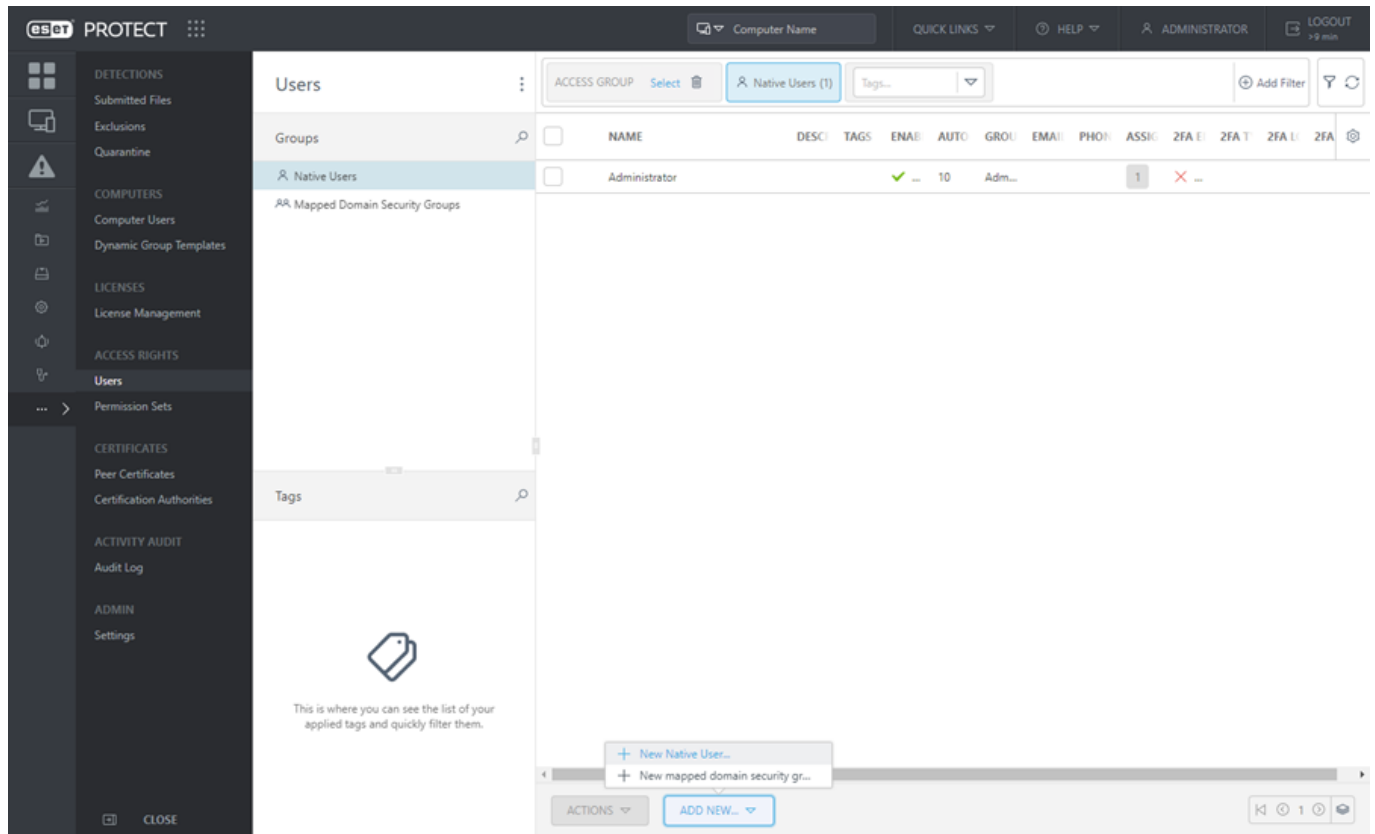 eset PROTECT
Computer Name
QUICK LINKS
HELP
ADMINISTRATOR
LOGOUT
>9 min
DETECTIONS
Submitted Files
Exclusions
Quarantine
COMPUTERS
Computer Users
Dynamic Group Templates
LICENSES
License Management
ACCESS RIGHTS
Users
Permission Sets
CERTIFICATES
Peer Certificates
Certification Authorities
ACTIVITY AUDIT
Audit Log
ADMIN
Settings
CLOSE
Users
Groups
Native Users
Mapped Domain Security Groups
Tags
This is where you can see the list of your
applied tags and quickly filter them.
ACCESS GROUP Select Native Users (1) Tags... Add Filter
NAME DESC TAGS ENAB AUTO GROU EMAI PHON ASSIG 2FA E 2FA T 2FA L 2FA
Administrator ... 10 Adm... 1 ...
New Native User...
New mapped domain security gr...
ACTIONS ADD NEW... 1